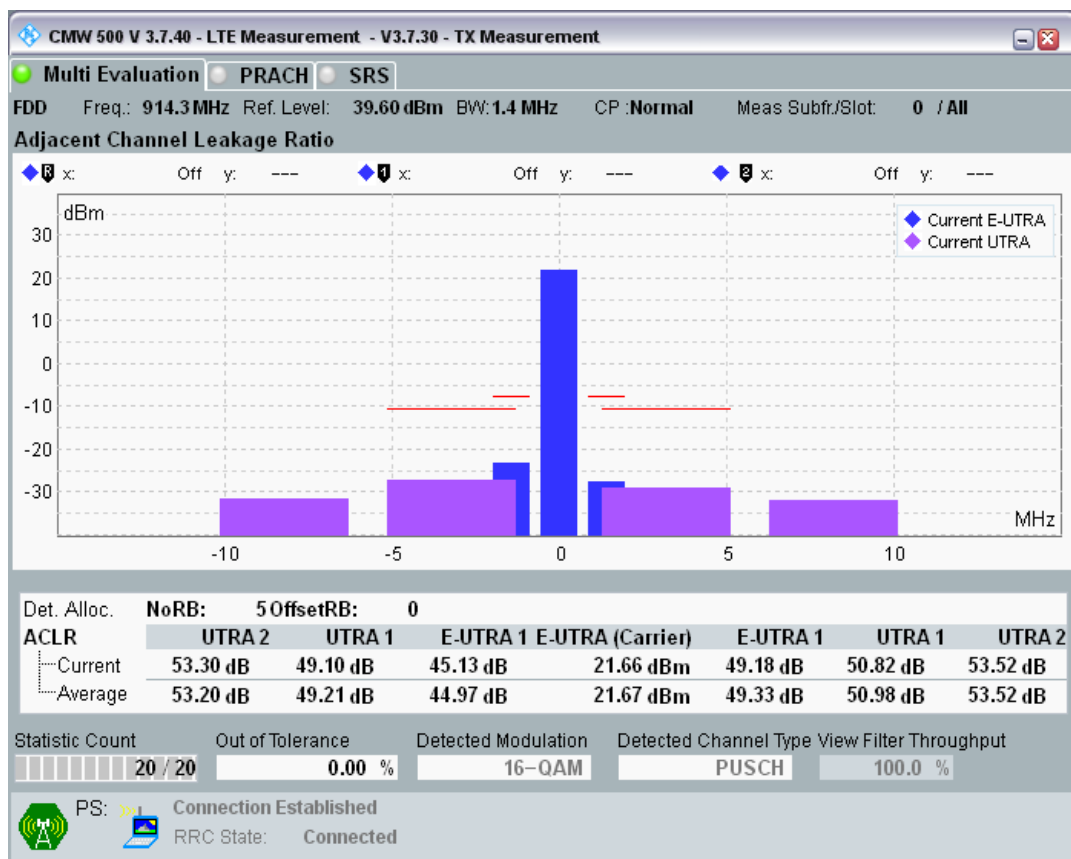 CMW 500 V 3.7.40 - LTE Measurement - V3.7.30 - TX Measurement
Multi Evaluation PRACH SRS
FDD Freq.: 914.3 MHz Ref. Level: 39.60 dBm BW: 1.4 MHz CP :Normal Meas Subfr./Slot: 0 / All
Adjacent Channel Leakage Ratio
R x: Off y: --- 1 x: Off y: --- 2 x: Off y: ---
dBm
Current E-UTRA
Current UTRA
30
20
10
0
-10
-20
-30
MHz
-10 -5 0 5 10
Det. Alloc. NoRB: 5 OffsetRB: 0
ACLR UTRA 2 UTRA 1 E-UTRA 1 E-UTRA (Carrier) E-UTRA 1 UTRA 1 UTRA 2
Current 53.30 dB 49.10 dB 45.13 dB 21.66 dBm 49.18 dB 50.82 dB 53.52 dB
Average 53.20 dB 49.21 dB 44.97 dB 21.67 dBm 49.33 dB 50.98 dB 53.52 dB
Statistic Count Out of Tolerance Detected Modulation Detected Channel Type View Filter Throughput
20 / 20 0.00 % 16-QAM PUSCH 100.0 %
PS: Connection Established
RRC State: Connected